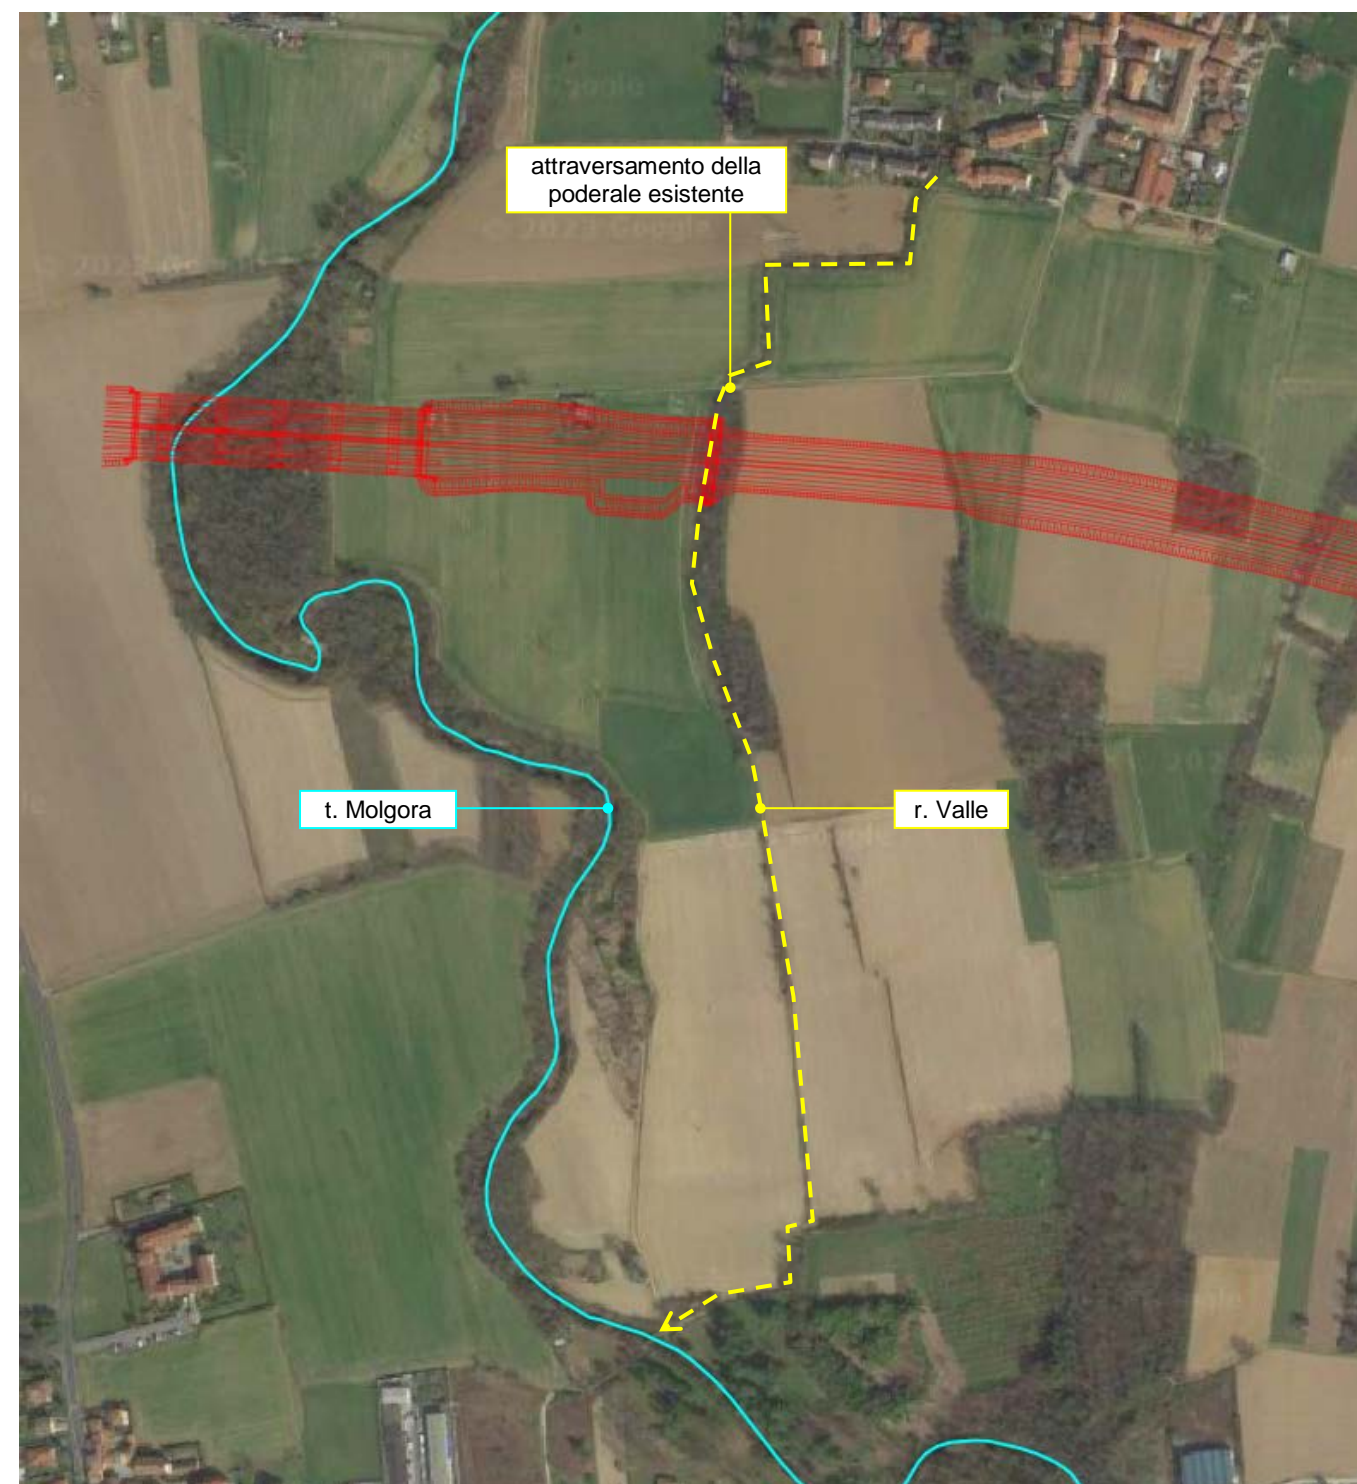 attraversamento della
poderale esistente
t. Molgora
r. Valle